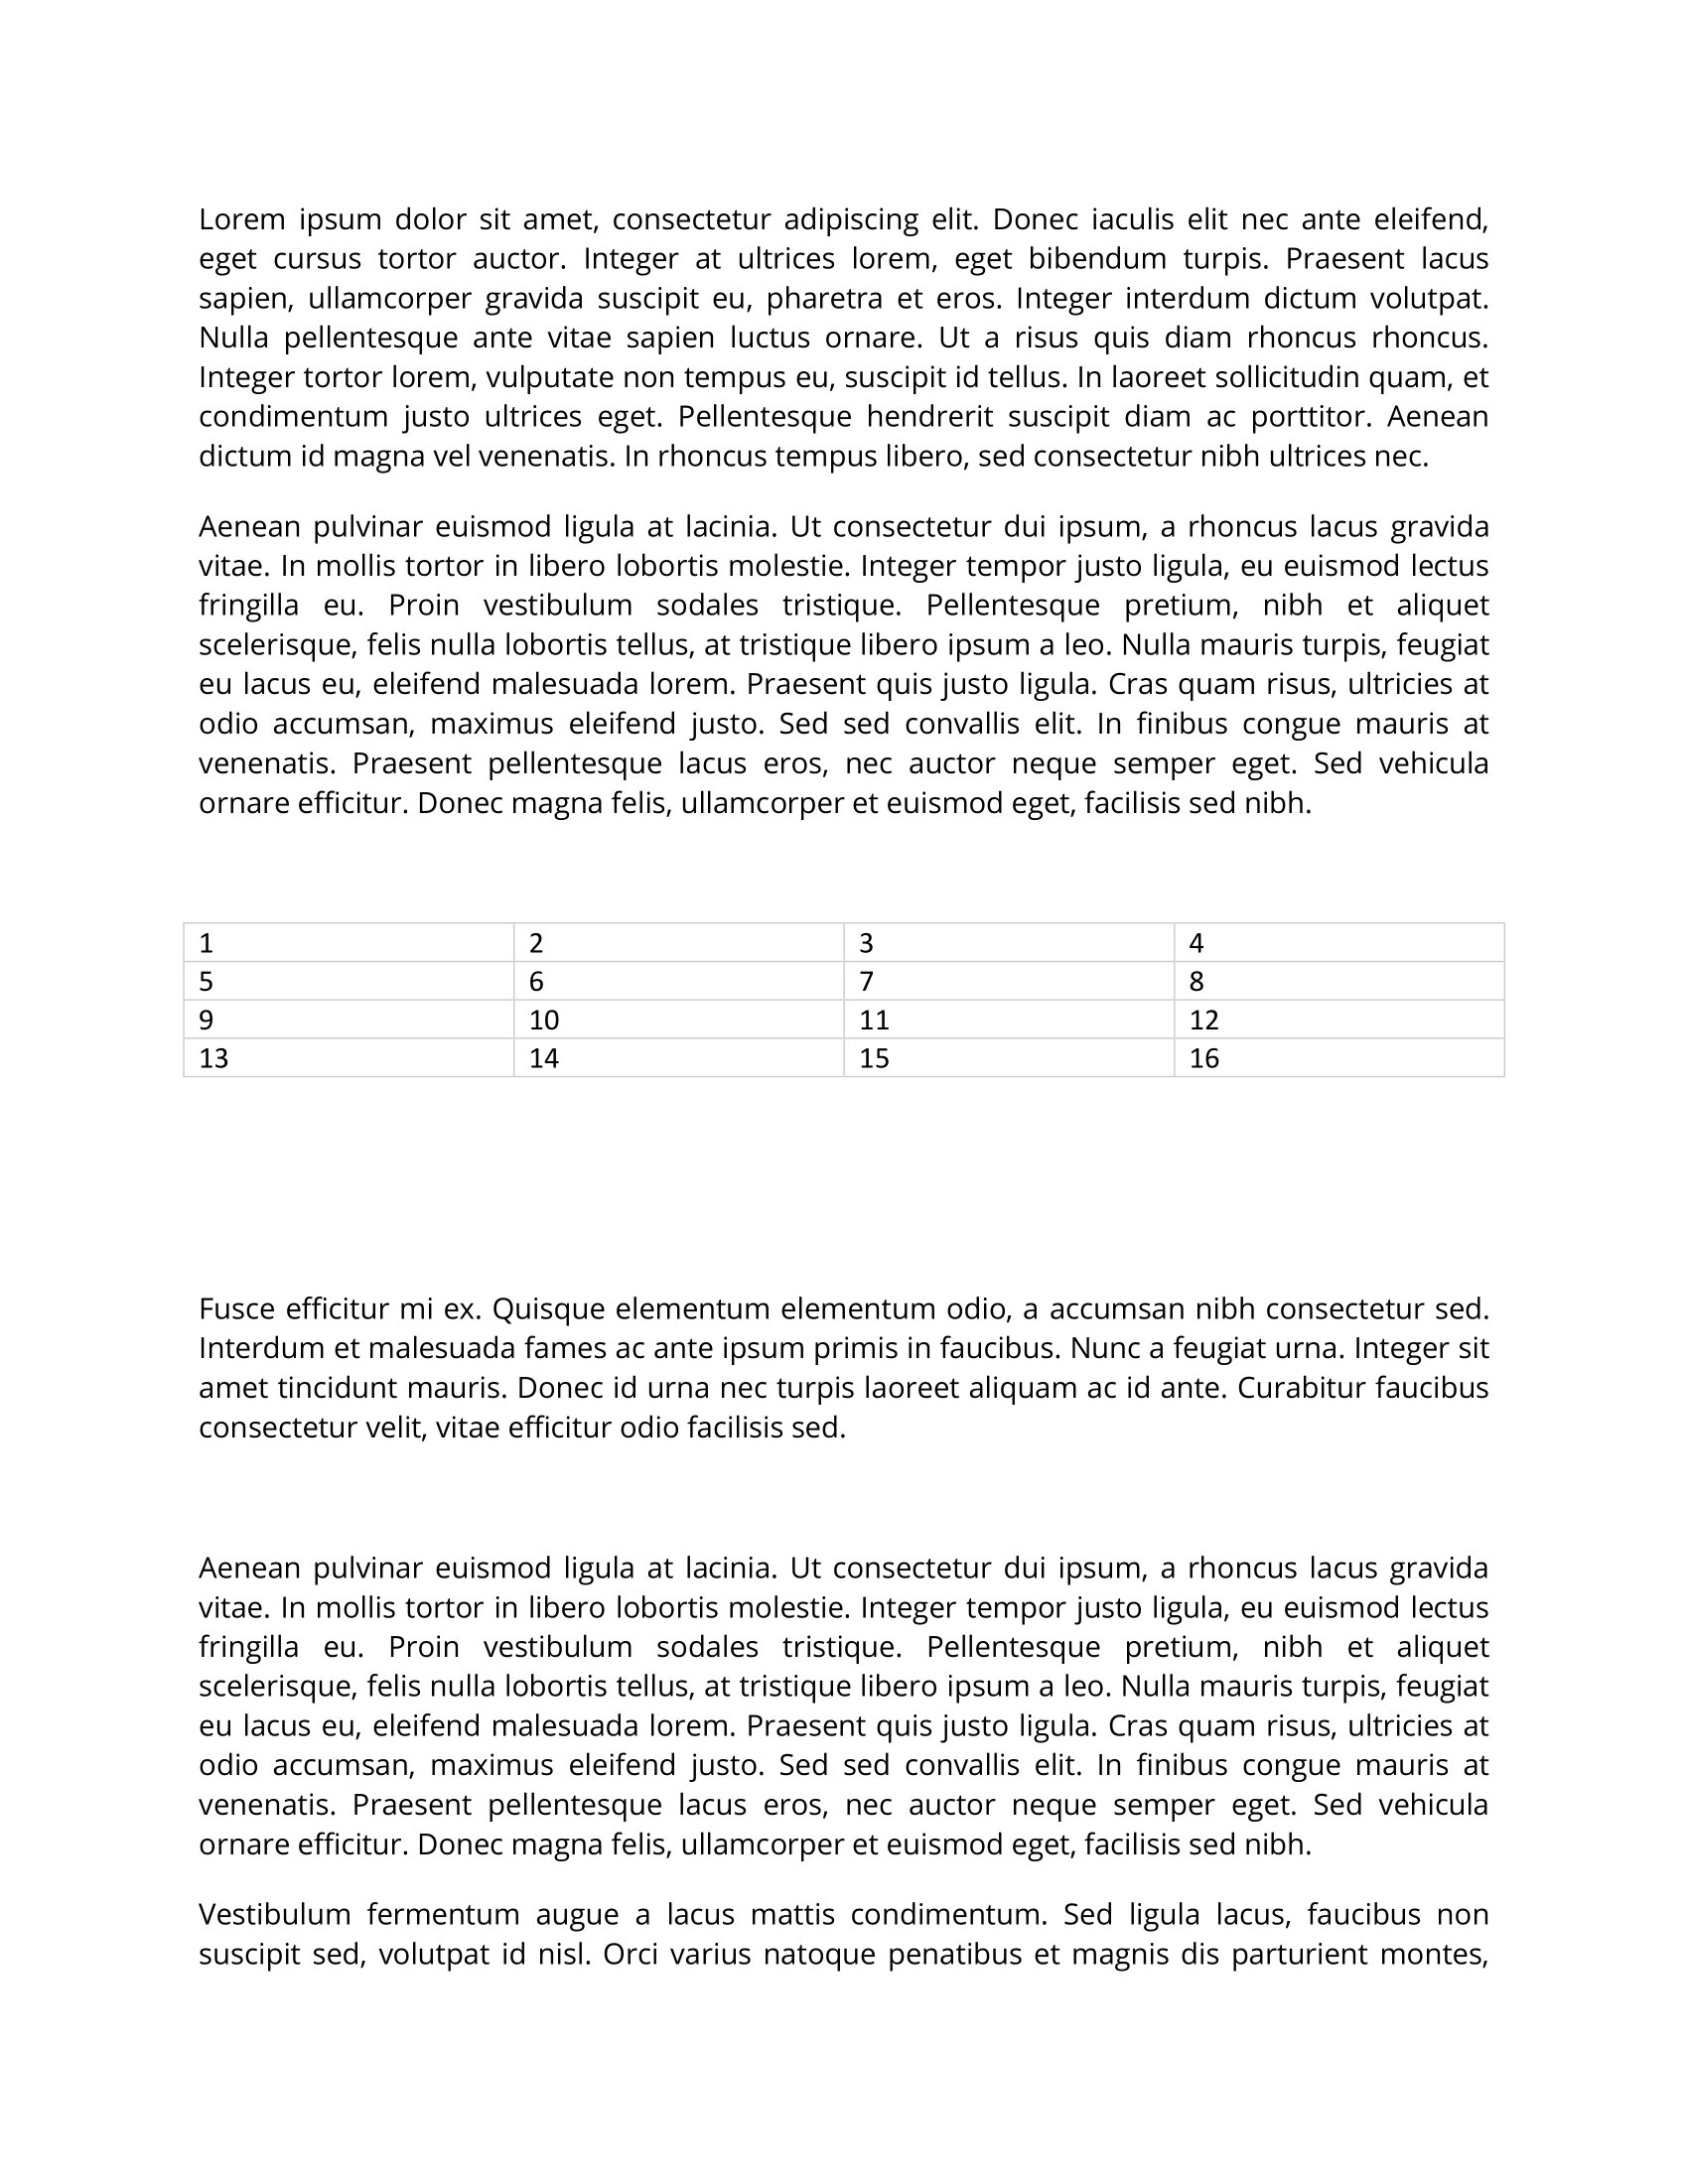 Lorem ipsum dolor sit amet, consectetur adipiscing elit. Donec iaculis elit nec ante eleifend,
eget cursus tortor auctor. Integer at ultrices lorem, eget bibendum turpis. Praesent lacus
sapien, ullamcorper gravida suscipit eu, pharetra et eros. Integer interdum dictum volutpat.
Nulla pellentesque ante vitae sapien luctus ornare. Ut a risus quis diam rhoncus rhoncus.
Integer tortor lorem, vulputate non tempus eu, suscipit id tellus. In laoreet sollicitudin quam, et
condimentum justo ultrices eget. Pellentesque hendrerit suscipit diam ac porttitor. Aenean
dictum id magna vel venenatis. In rhoncus tempus libero, sed consectetur nibh ultrices nec.
Aenean pulvinar euismod ligula at lacinia. Ut consectetur dui ipsum, a rhoncus lacus gravida
vitae. In mollis tortor in libero lobortis molestie. Integer tempor justo ligula, eu euismod lectus
fringilla eu. Proin vestibulum sodales tristique. Pellentesque pretium, nibh et aliquet
scelerisque, felis nulla lobortis tellus, at tristique libero ipsum a leo. Nulla mauris turpis, feugiat
eu lacus eu, eleifend malesuada lorem. Praesent quis justo ligula. Cras quam risus, ultricies at
odio accumsan, maximus eleifend justo. Sed sed convallis elit. In finibus congue mauris at
venenatis. Praesent pellentesque lacus eros, nec auctor neque semper eget. Sed vehicula
ornare efficitur. Donec magna felis, ullamcorper et euismod eget, facilisis sed nibh.
1 2 3 4
5 6 7 8
9 10 11 12
13 14 15 16
Fusce efficitur mi ex. Quisque elementum elementum odio, a accumsan nibh consectetur sed.
Interdum et malesuada fames ac ante ipsum primis in faucibus. Nunc a feugiat urna. Integer sit
amet tincidunt mauris. Donec id urna nec turpis laoreet aliquam ac id ante. Curabitur faucibus
consectetur velit, vitae efficitur odio facilisis sed.
Aenean pulvinar euismod ligula at lacinia. Ut consectetur dui ipsum, a rhoncus lacus gravida
vitae. In mollis tortor in libero lobortis molestie. Integer tempor justo ligula, eu euismod lectus
fringilla eu. Proin vestibulum sodales tristique. Pellentesque pretium, nibh et aliquet
scelerisque, felis nulla lobortis tellus, at tristique libero ipsum a leo. Nulla mauris turpis, feugiat
eu lacus eu, eleifend malesuada lorem. Praesent quis justo ligula. Cras quam risus, ultricies at
odio accumsan, maximus eleifend justo. Sed sed convallis elit. In finibus congue mauris at
venenatis. Praesent pellentesque lacus eros, nec auctor neque semper eget. Sed vehicula
ornare efficitur. Donec magna felis, ullamcorper et euismod eget, facilisis sed nibh.
Vestibulum fermentum augue a lacus mattis condimentum. Sed ligula lacus, faucibus non
suscipit sed, volutpat id nisl. Orci varius natoque penatibus et magnis dis parturient montes,